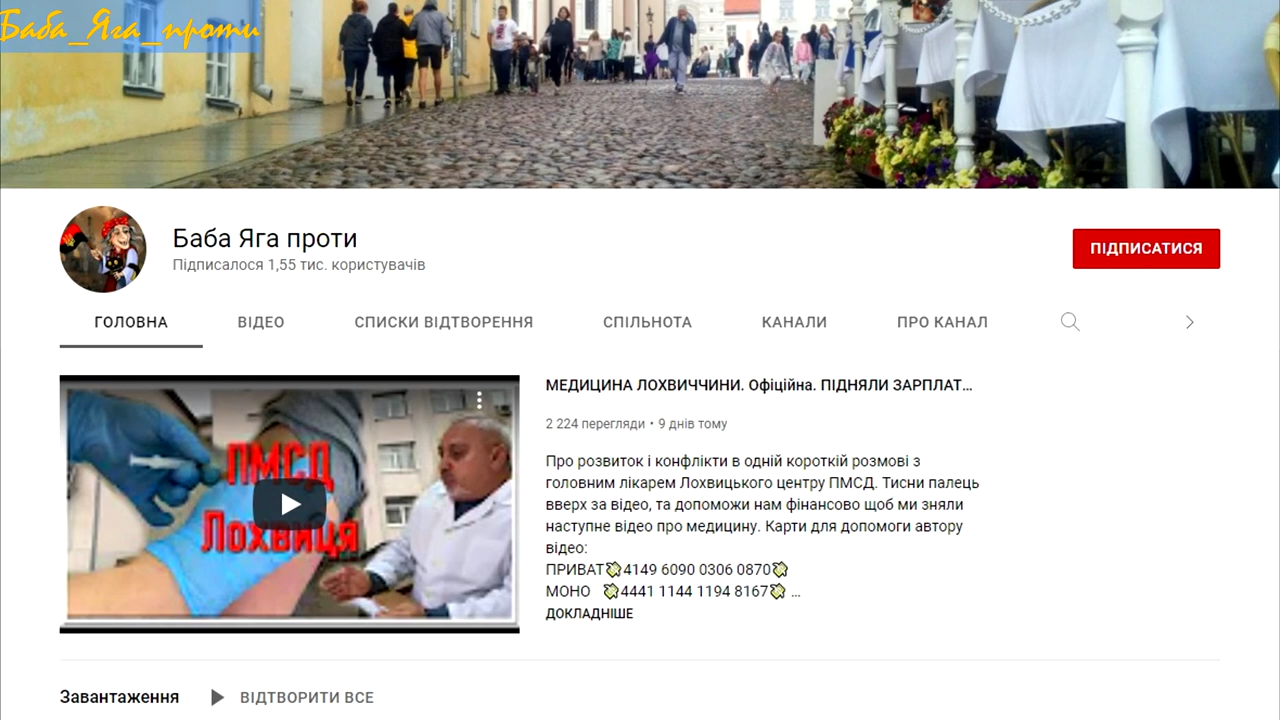 Баба_Яга_проти
Баба Яга проти
Підписалося 1,55 тис. користувачів
ПІДПИСАТИСЯ
ГОЛОВНА ВІДЕО СПИСКИ ВІДТВОРЕННЯ СПІЛЬНОТА КАНАЛИ ПРО КАНАЛ
ПМСД
Лохвиця
МЕДИЦИНА ЛОХВИЧЧИНИ. Офіційна. ПІДНЯЛИ ЗАРПЛАТ...
2 224 перегляди • 9 днів тому
Про розвиток і конфлікти в одній короткій розмові з
головним лікарем Лохвицького центру ПМСД. Тисни палець
вверх за відео, та допоможи нам фінансово щоб ми зняли
наступне відео про медицину. Карти для допомоги автору
відео:
ПРИВАТ💸4149 6090 0306 0870💸
МОНО 💸4441 1144 1194 8167💸 ...
ДОКЛАДНІШЕ
Завантаження ВІДТВОРИТИ ВСЕ